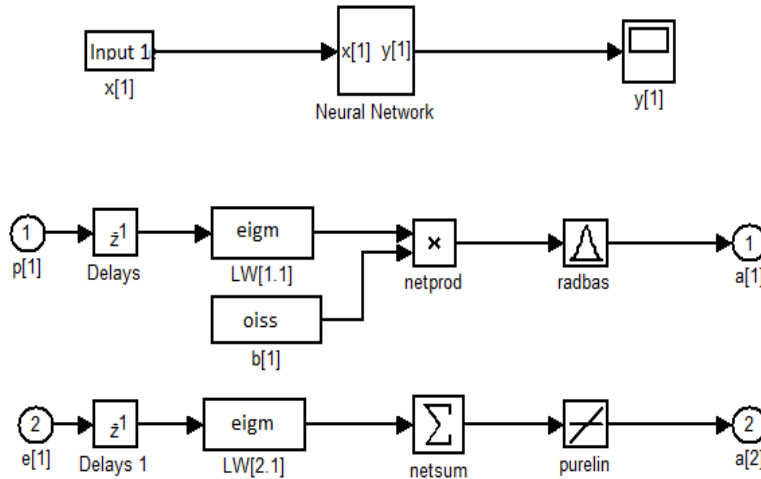 Input 1
x[1] y[1]
x[1]
Neural Network
y[1]
1
z̄¹
eigm
×
1
p[1]
Delays
LW[1.1]
netprod
radbas
a[1]
oiss
b[1]
2
z̄¹
eigm
Σ
2
e[1]
Delays 1
LW[2.1]
netsum
purelin
a[2]